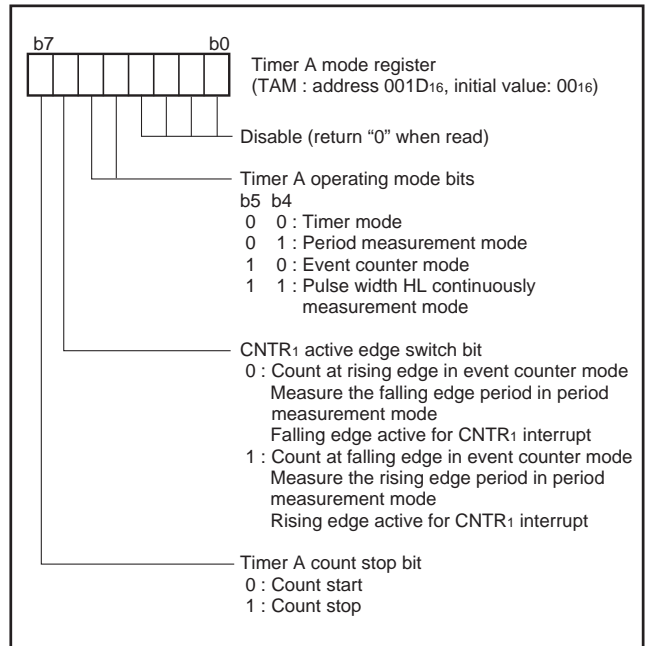 b7 b0
Timer A mode register
(TAM : address 001D16, initial value: 0016)
Disable (return “0” when read)
Timer A operating mode bits
b5 b4
0 0 : Timer mode
0 1 : Period measurement mode
1 0 : Event counter mode
1 1 : Pulse width HL continuously
measurement mode
CNTR1 active edge switch bit
0 : Count at rising edge in event counter mode
Measure the falling edge period in period
measurement mode
Falling edge active for CNTR1 interrupt
1 : Count at falling edge in event counter mode
Measure the rising edge period in period
measurement mode
Rising edge active for CNTR1 interrupt
Timer A count stop bit
0 : Count start
1 : Count stop